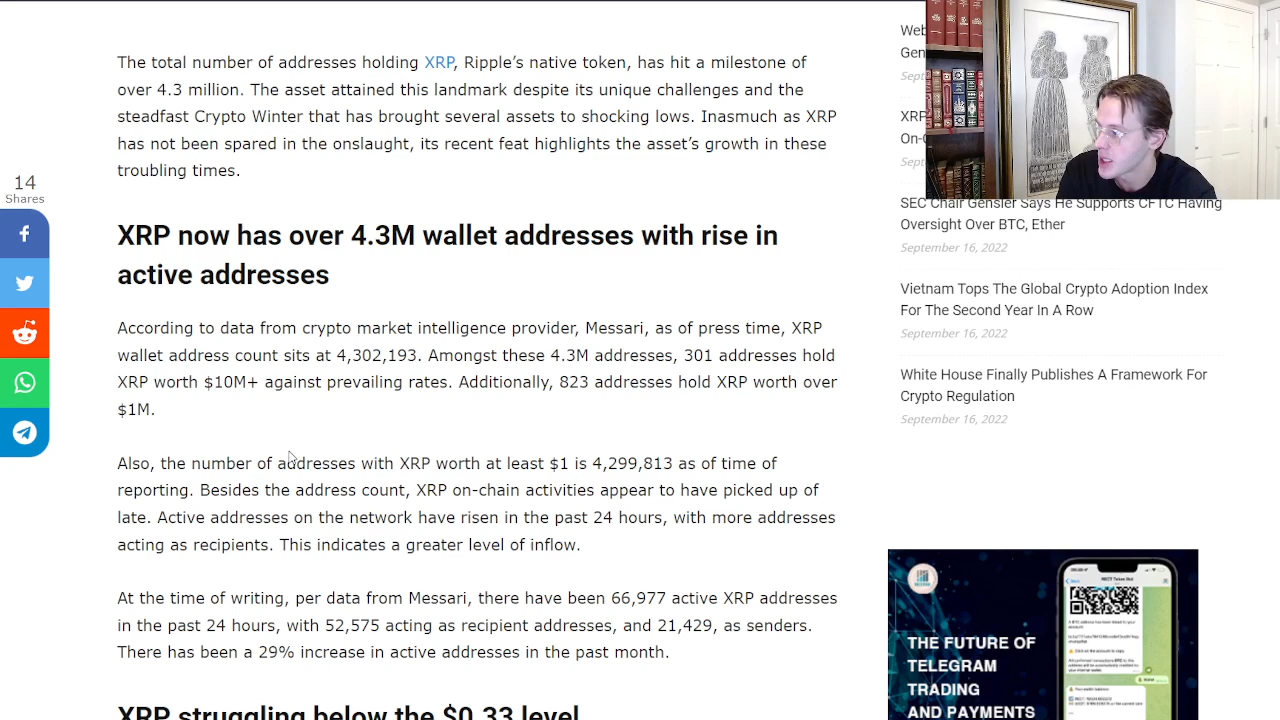 The total number of addresses holding XRP, Ripple's native token, has hit a milestone of
over 4.3 million. The asset attained this landmark despite its unique challenges and the
steadfast Crypto Winter that has brought several assets to shocking lows. Inasmuch as XRP
has not been spared in the onslaught, its recent feat highlights the asset's growth in these
troubling times.
14
Shares
XRP now has over 4.3M wallet addresses with rise in
active addresses
According to data from crypto market intelligence provider, Messari, as of press time, XRP
wallet address count sits at 4,302,193. Amongst these 4.3M addresses, 301 addresses hold
XRP worth $10M+ against prevailing rates. Additionally, 823 addresses hold XRP worth over
$1M.
Also, the number of addresses with XRP worth at least $1 is 4,299,813 as of time of
reporting. Besides the address count, XRP on-chain activities appear to have picked up of
late. Active addresses on the network have risen in the past 24 hours, with more addresses
acting as recipients. This indicates a greater level of inflow.
At the time of writing, per data from Messari, there have been 66,977 active XRP addresses
in the past 24 hours, with 52,575 acting as recipient addresses, and 21,429, as senders.
There has been a 29% increase in active addresses in the past month.
XRP struggling below the $0.33 level
Web
Gen
Sept
XRP
On-C
Sept
SEC Chair Gensler Says He Supports CFTC Having
Oversight Over BTC, Ether
September 16, 2022
Vietnam Tops The Global Crypto Adoption Index
For The Second Year In A Row
September 16, 2022
White House Finally Publishes A Framework For
Crypto Regulation
September 16, 2022
THE FUTURE OF
TELEGRAM
TRADING
AND PAYMENTS